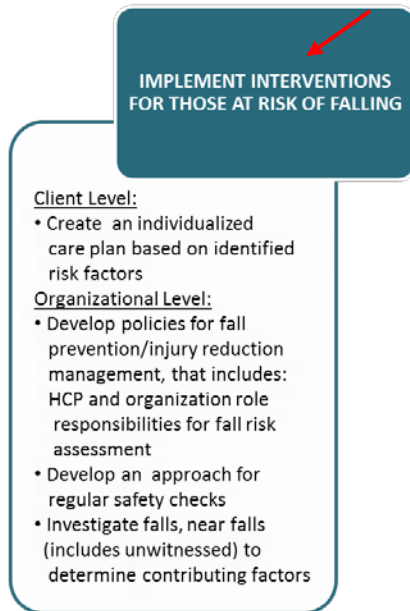 IMPLEMENT INTERVENTIONS
FOR THOSE AT RISK OF FALLING
Client Level:
• Create an individualized
care plan based on identified
risk factors
Organizational Level:
• Develop policies for fall
prevention/injury reduction
management, that includes:
HCP and organization role
responsibilities for fall risk
assessment
• Develop an approach for
regular safety checks
• Investigate falls, near falls
(includes unwitnessed) to
determine contributing factors